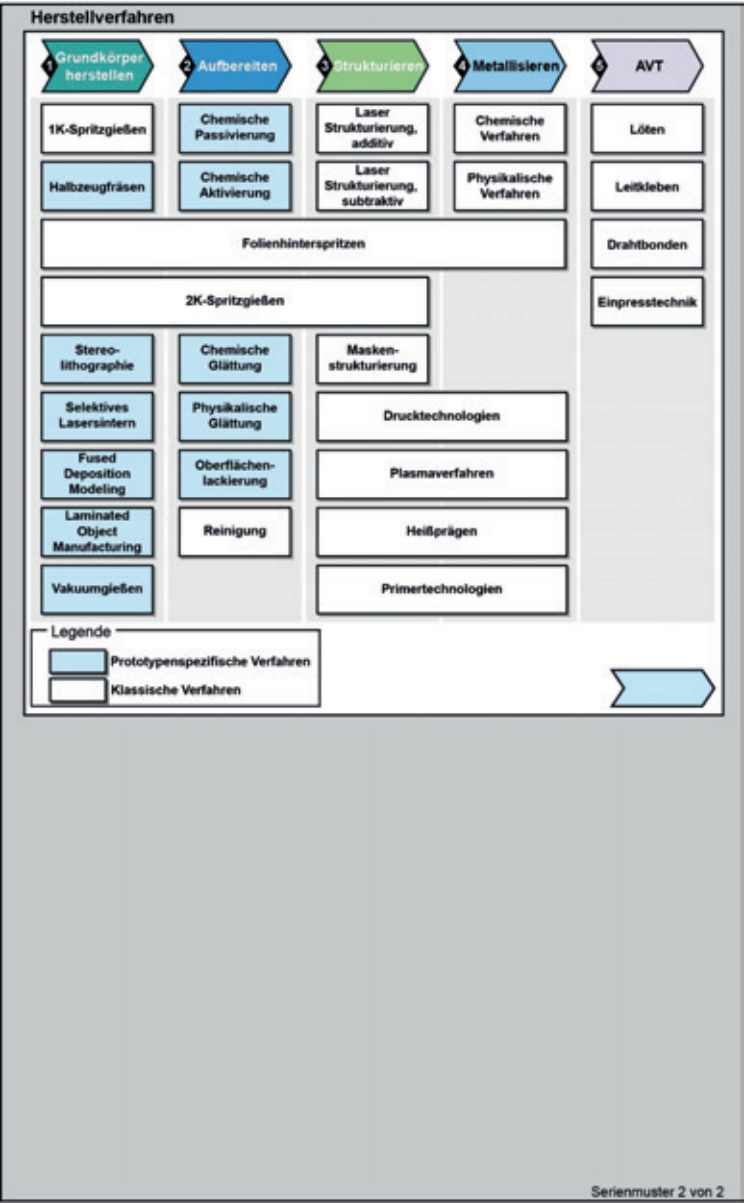 Herstellverfahren
1 Grundkörper
herstellen
2 Aufbereiten
3 Strukturieren
4 Metallisieren
5 AVT
1K-Spritzgießen
Chemische
Passivierung
Laser
Strukturierung,
additiv
Chemische
Verfahren
Löten
Halbzeugfräsen
Chemische
Aktivierung
Laser
Strukturierung,
subtraktiv
Physikalische
Verfahren
Leitkleben
Folienhinterspritzen
Drahtbonden
2K-Spritzgießen
Einpresstechnik
Stereo-
lithographie
Chemische
Glättung
Masken-
strukturierung
Selektives
Lasersintern
Physikalische
Glättung
Drucktechnologien
Fused
Deposition
Modeling
Oberflächen-
lackierung
Plasmaverfahren
Laminated
Object
Manufacturing
Reinigung
Heißprägen
Vakuumgießen
Primertechnologien
Legende
Prototypenspezifische Verfahren
Klassische Verfahren
Serienmuster 2 von 2